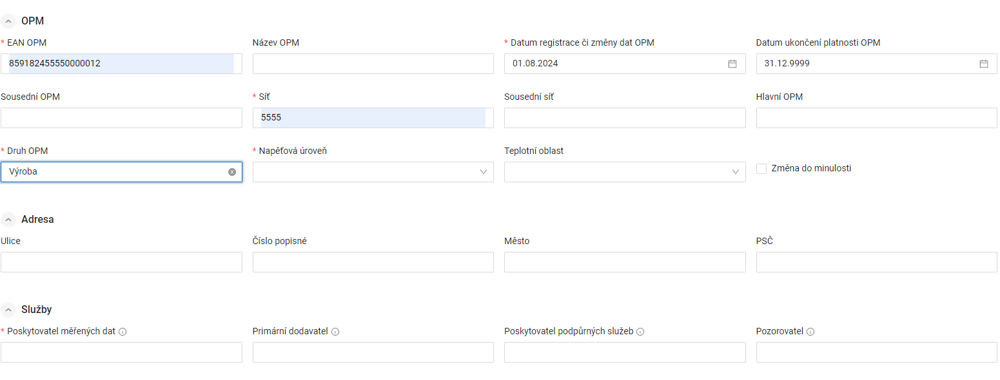 OPM
* EAN OPM Název OPM * Datum registrace či změny dat OPM Datum ukončení platnosti OPM
859182455550000012 01.08.2024 31.12.9999
Sousední OPM * Síť Sousední síť Hlavní OPM
5555
* Druh OPM * Napěťová úroveň Teplotní oblast
Výroba Změna do minulosti
Adresa
Ulice Číslo popisné Město PSČ
Služby
* Poskytovatel měřených dat Primární dodavatel Poskytovatel podpůrných služeb Pozorovatel